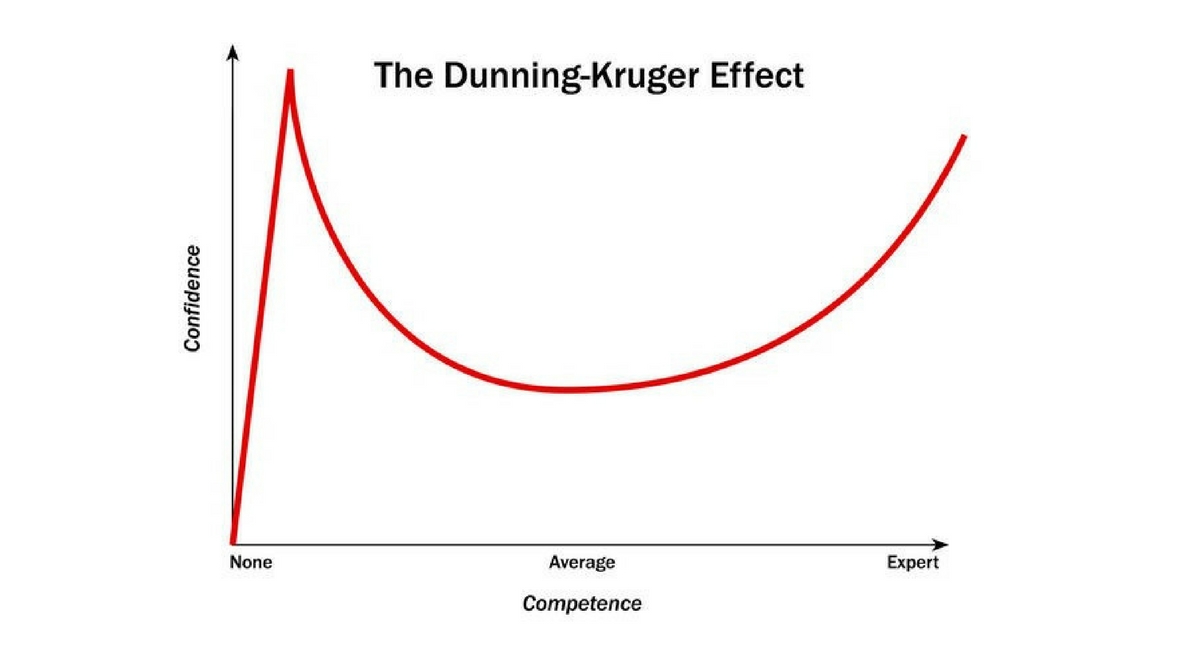 The Dunning-Kruger Effect
Confidence
None
Average
Expert
Competence